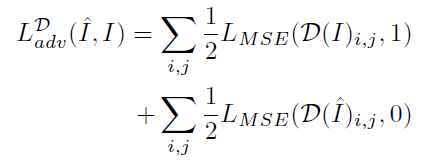 L^{\mathcal{D}}_{adv}(\hat{I}, I) = \sum_{i,j} \frac{1}{2} L_{MSE}(\mathcal{D}(I)_{i,j}, 1)
+ \sum_{i,j} \frac{1}{2} L_{MSE}(\mathcal{D}(\hat{I})_{i,j}, 0)